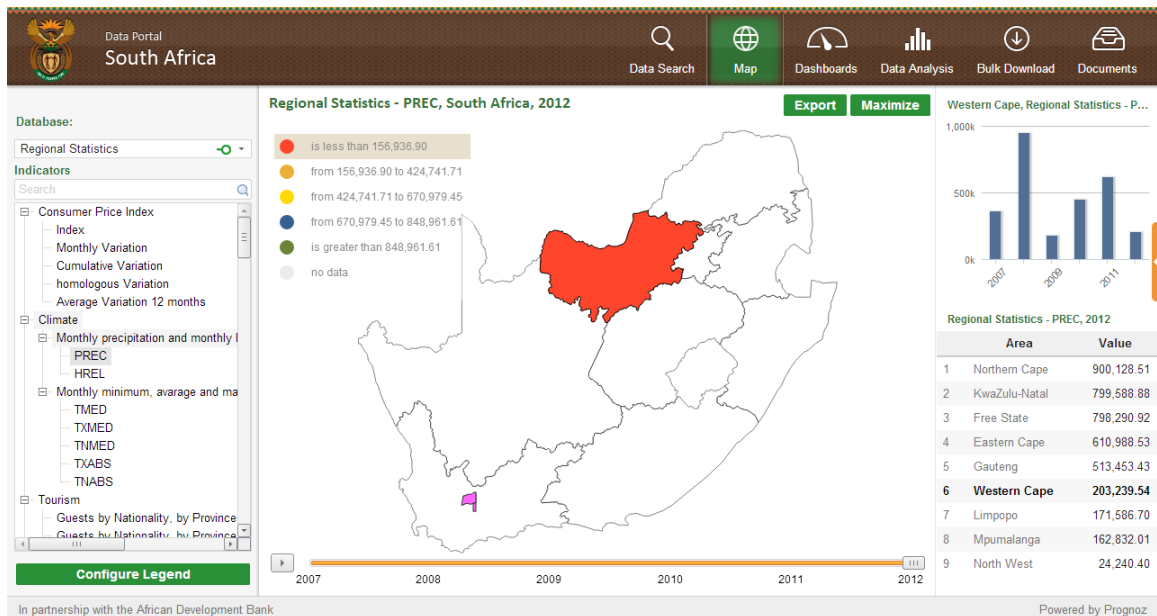 Data Portal
South Africa
Data Search
Map
Dashboards
Data Analysis
Bulk Download
Documents
Database:
Regional Statistics
Indicators
Search
Consumer Price Index
Index
Monthly Variation
Cumulative Variation
homologous Variation
Average Variation 12 months
Climate
Monthly precipitation and monthly
PREC
HREL
Monthly minimum, avarage and ma
TMED
TXMED
TNMED
TXABS
TNABS
Tourism
Guests by Nationality, by Province
Guests by Nationality, by Province
Configure Legend
Regional Statistics - PREC, South Africa, 2012
Export
Maximize
is less than 156,936.90
from 156,936.90 to 424,741.71
from 424,741.71 to 670,979.45
from 670,979.45 to 848,961.61
is greater than 848,961.61
no data
2007 2008 2009 2010 2011 2012
Western Cape, Regional Statistics - P...
1,000k
500k
0k
2007 2009 2011
Regional Statistics - PREC, 2012
Area Value
1 Northern Cape 900,128.51
2 KwaZulu-Natal 799,588.88
3 Free State 798,290.92
4 Eastern Cape 610,988.53
5 Gauteng 513,453.43
6 Western Cape 203,239.54
7 Limpopo 171,586.70
8 Mpumalanga 162,832.01
9 North West 24,240.40
In partnership with the African Development Bank
Powered by Prognoz